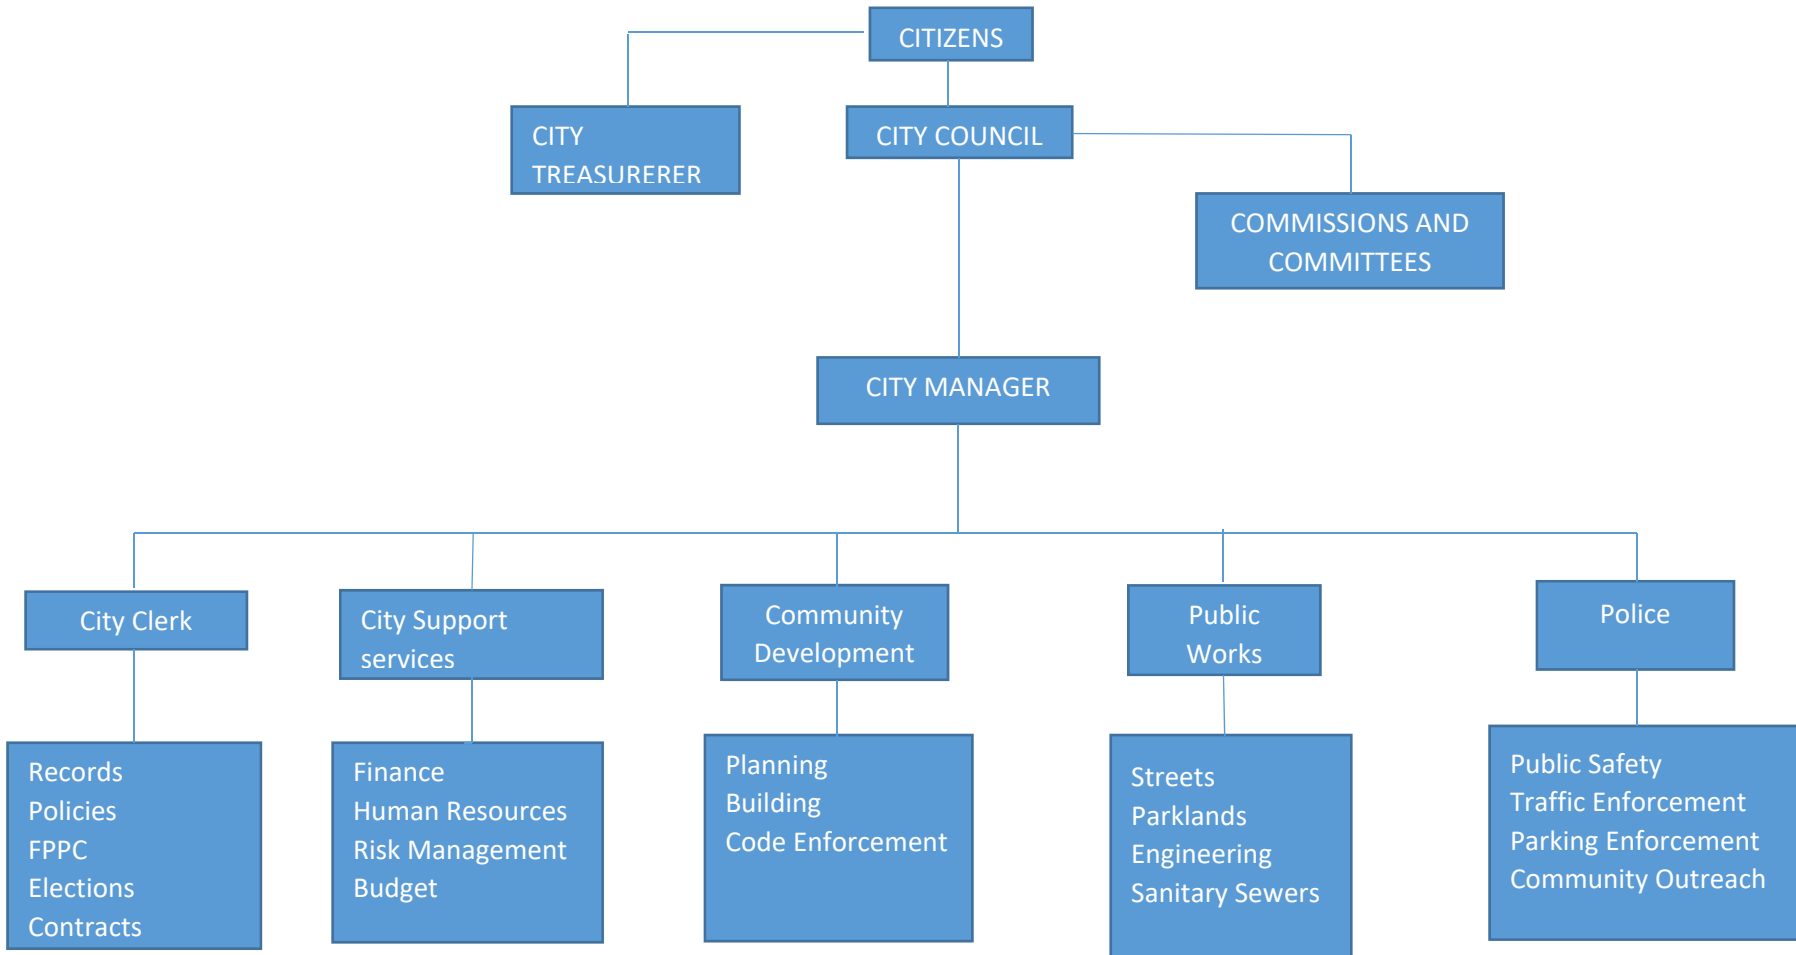 CITIZENS
CITY
TREASURERER
CITY COUNCIL
COMMISSIONS AND
COMMITTEES
CITY MANAGER
City Clerk
City Support
services
Community
Development
Public
Works
Police
Records
Policies
FPPC
Elections
Contracts
Finance
Human Resources
Risk Management
Budget
Planning
Building
Code Enforcement
Streets
Parklands
Engineering
Sanitary Sewers
Public Safety
Traffic Enforcement
Parking Enforcement
Community Outreach